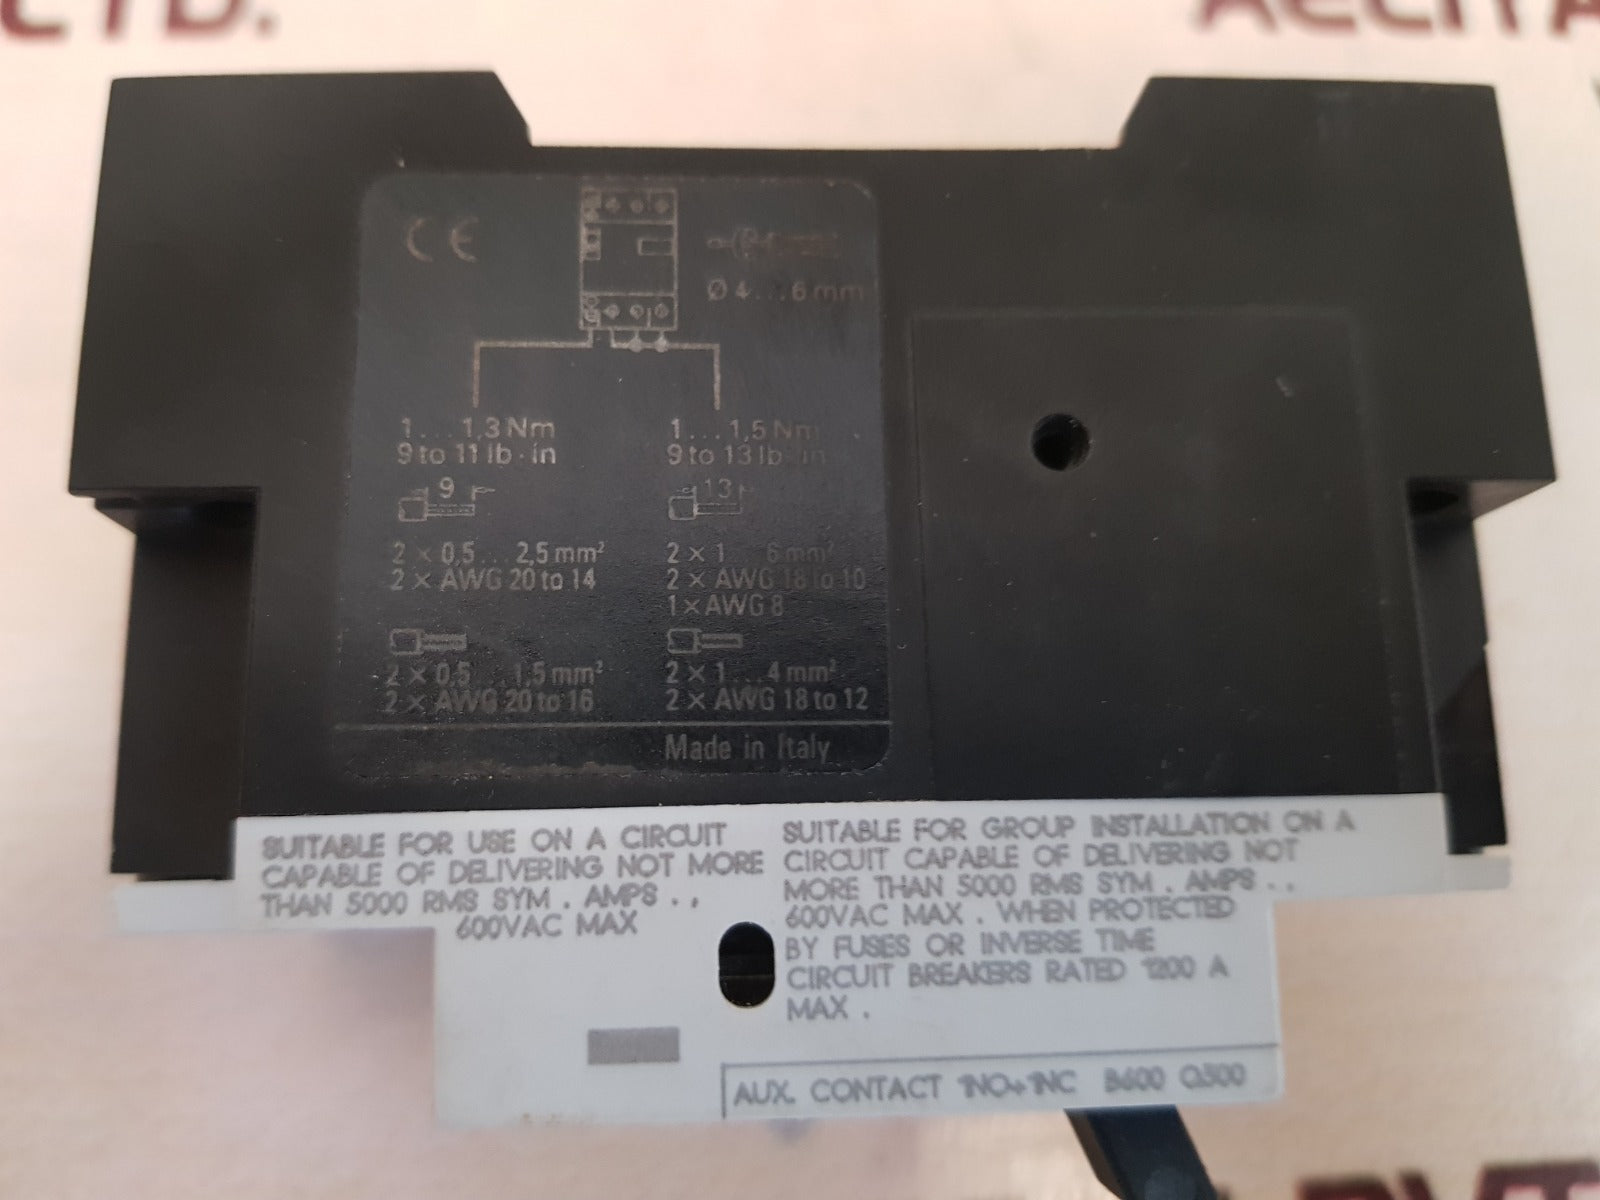 LTD.
CE
Ø 4...6 mm
1...1,3 Nm
9 to 11 lb·in
9
2 × 0,5...2,5 mm²
2 × AWG 20 to 14
2 × 0,5...1,5 mm²
2 × AWG 20 to 16
1...1,5 Nm
9 to 13 lb·in
13
2 × 1...6 mm²
2 × AWG 18 to 10
1 × AWG 8
2 × 1...4 mm²
2 × AWG 18 to 12
Made in Italy
SUITABLE FOR USE ON A CIRCUIT
CAPABLE OF DELIVERING NOT MORE
THAN 5000 RMS SYM . AMPS . ,
600VAC MAX
SUITABLE FOR GROUP INSTALLATION ON A
CIRCUIT CAPABLE OF DELIVERING NOT
MORE THAN 5000 RMS SYM . AMPS . ,
600VAC MAX . WHEN PROTECTED
BY FUSES OR INVERSE TIME
CIRCUIT BREAKERS RATED 1200 A
MAX .
AUX. CONTACT 1NO+1NC B600 Q300